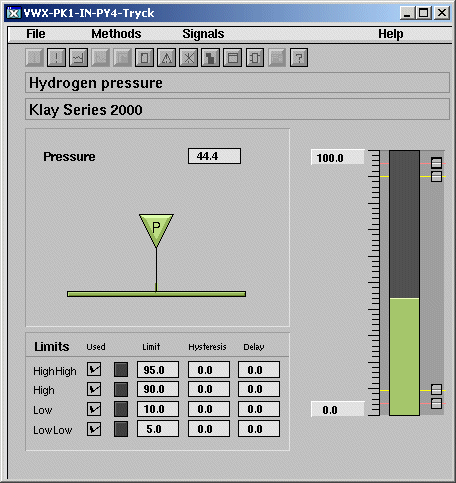 VWX-PK1-IN-PY4-Tryck
File Methods Signals Help
! ?
Hydrogen pressure
Klay Series 2000
Pressure 44.4
100.0
P
Limits Used Limit Hysteresis Delay
HighHigh 95.0 0.0 0.0
High 90.0 0.0 0.0
Low 10.0 0.0 0.0
LowLow 5.0 0.0 0.0
0.0